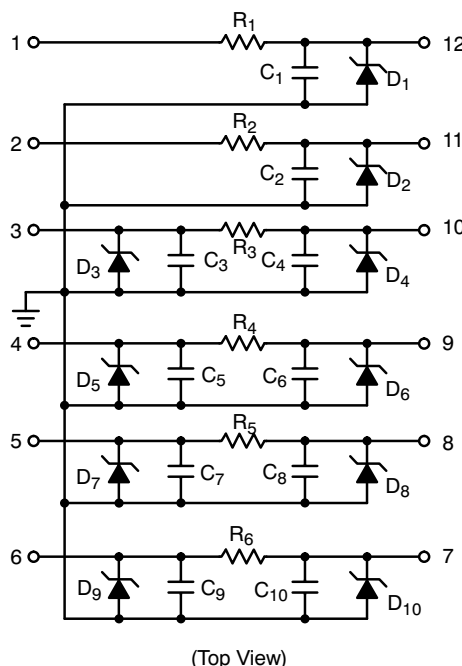 R1
1 12
C1 D1
R2
2 11
C2 D2
3 10
R3
D3 C3 C4 D4
R4
4 9
D5 C5 C6 D6
R5
5 8
D7 C7 C8 D8
R6
6 7
D9 C9 C10 D10
(Top View)